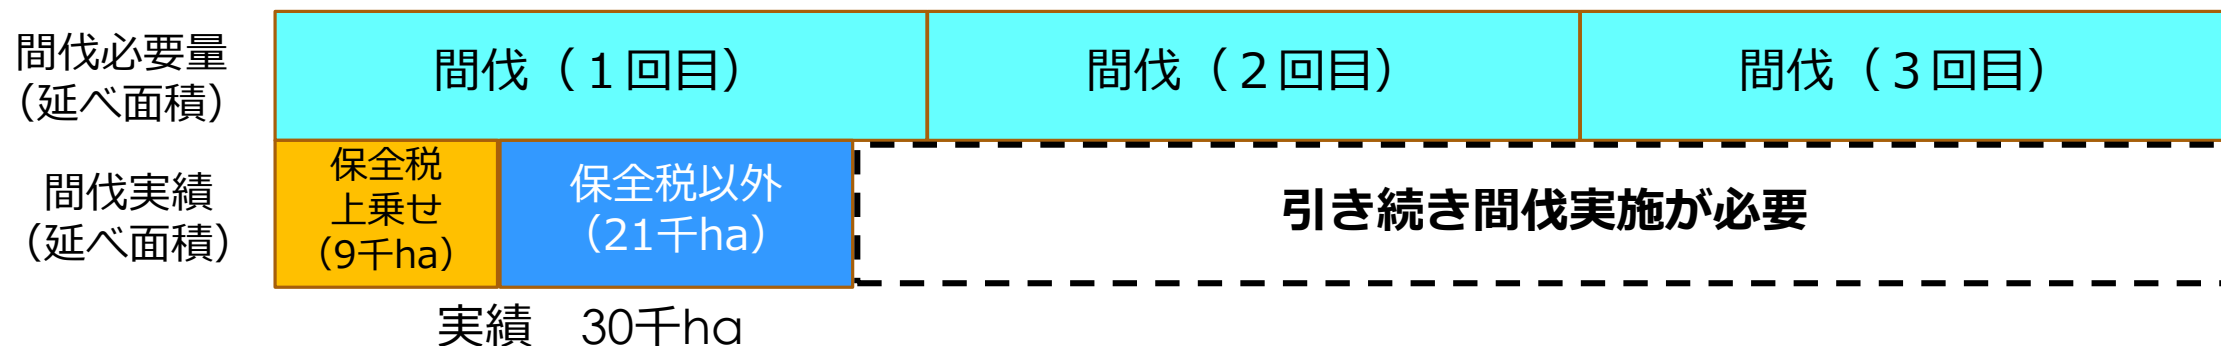 間伐必要量
（延べ面積）
間伐（１回目）
間伐（２回目）
間伐（３回目）
間伐実績
（延べ面積）
保全税
上乗せ
（9千ha）
保全税以外
（21千ha）
引き続き間伐実施が必要
実績　30千ha